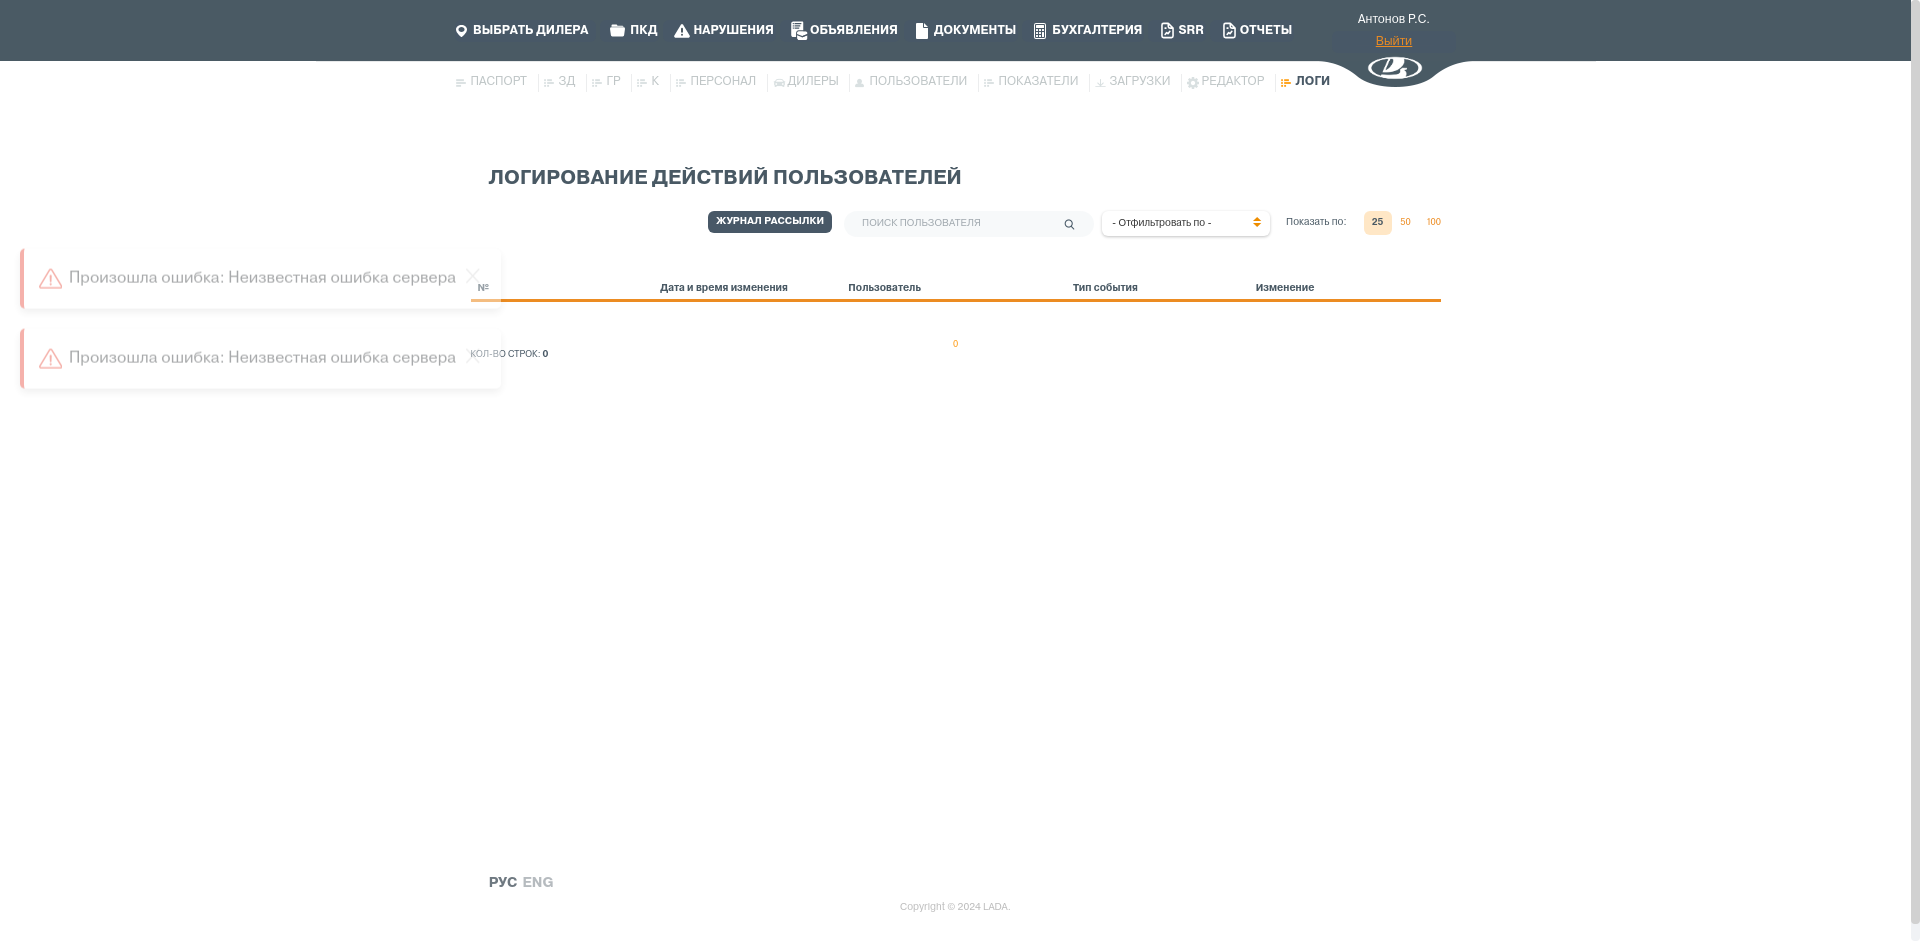 ВЫБРАТЬ ДИЛЕРА ПКД НАРУШЕНИЯ ОБЪЯВЛЕНИЯ ДОКУМЕНТЫ БУХГАЛТЕРИЯ SRR ОТЧЕТЫ
Антонов Р.С.
Выйти
ПАСПОРТ ЗД ГР К ПЕРСОНАЛ ДИЛЕРЫ ПОЛЬЗОВАТЕЛИ ПОКАЗАТЕЛИ ЗАГРУЗКИ РЕДАКТОР ЛОГИ
ЛОГИРОВАНИЕ ДЕЙСТВИЙ ПОЛЬЗОВАТЕЛЕЙ
ЖУРНАЛ РАССЫЛКИ ПОИСК ПОЛЬЗОВАТЕЛЯ - Отфильтровать по - Показать по: 25 50 100
Произошла ошибка: Неизвестная ошибка сервера
№ Дата и время изменения Пользователь Тип события Изменение
Произошла ошибка: Неизвестная ошибка сервера
КОЛ-ВО СТРОК: 0
0
РУС ENG
Copyright © 2024 LADA.